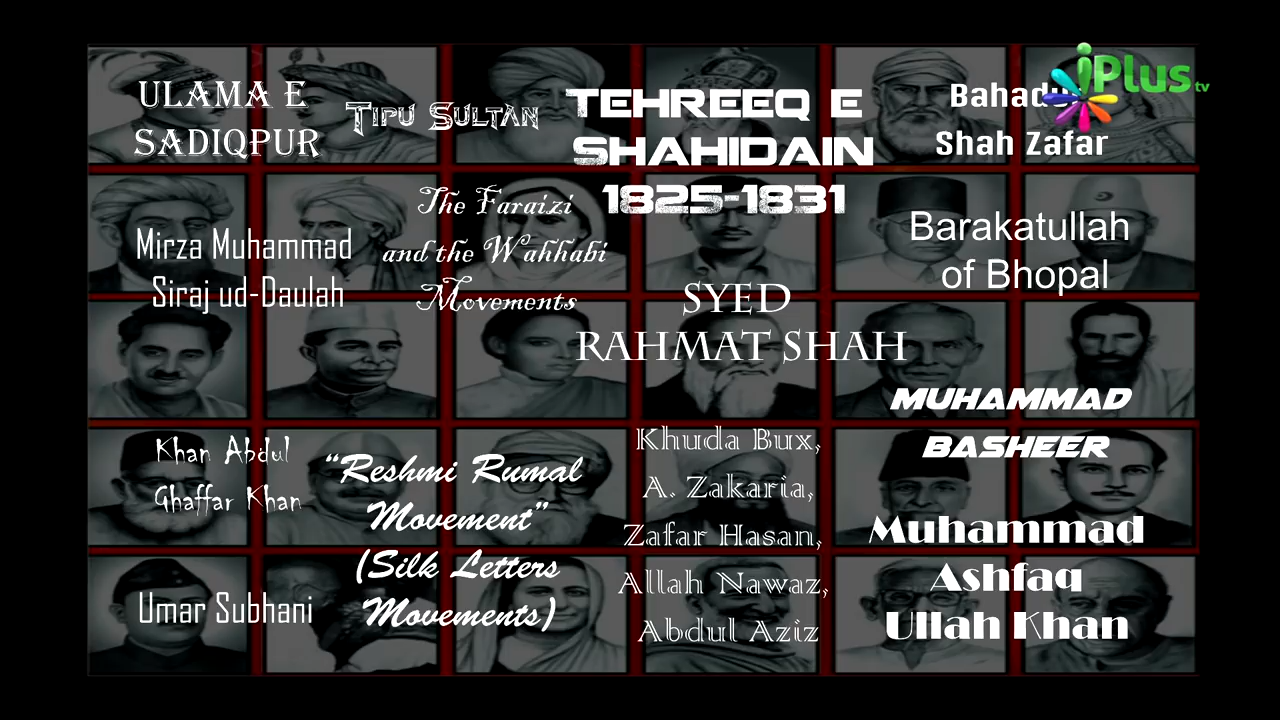 ULAMA E
SADIQPUR
TIPU SULTAN
TEHREEQ E
SHAHIDAIN
1825-1831
Shah Zafar
iPlus tv
Mirza Muhammad
Siraj ud-Daulah
The Faraizi
and the Wahhabi
Movements
SYED
RAHMAT SHAH
Barakatullah
of Bhopal
MUHAMMAD
BASHEER
Khan Abdul
Ghaffar Khan
“Reshmi Rumal
Movement”
(Silk Letters
Movements)
Khuda Bux,
A. Zakaria,
Zafar Hasan,
Allah Nawaz,
Abdul Aziz
Muhammad
Ashfaq
Ullah Khan
Umar Subhani